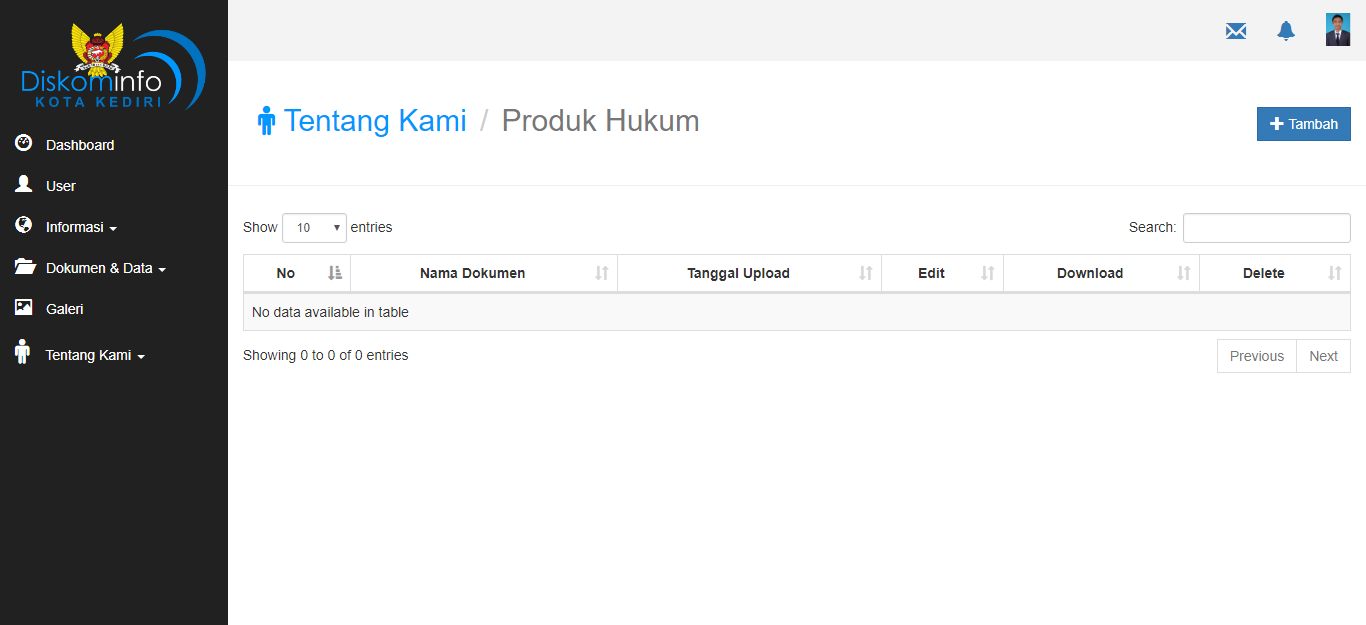 Diskominfo
KOTA KEDIRI
Dashboard
User
Informasi
Dokumen & Data
Galeri
Tentang Kami
Tentang Kami / Produk Hukum
Tambah
Show 10 entries
Search:
No Nama Dokumen Tanggal Upload Edit Download Delete
No data available in table
Showing 0 to 0 of 0 entries
Previous Next